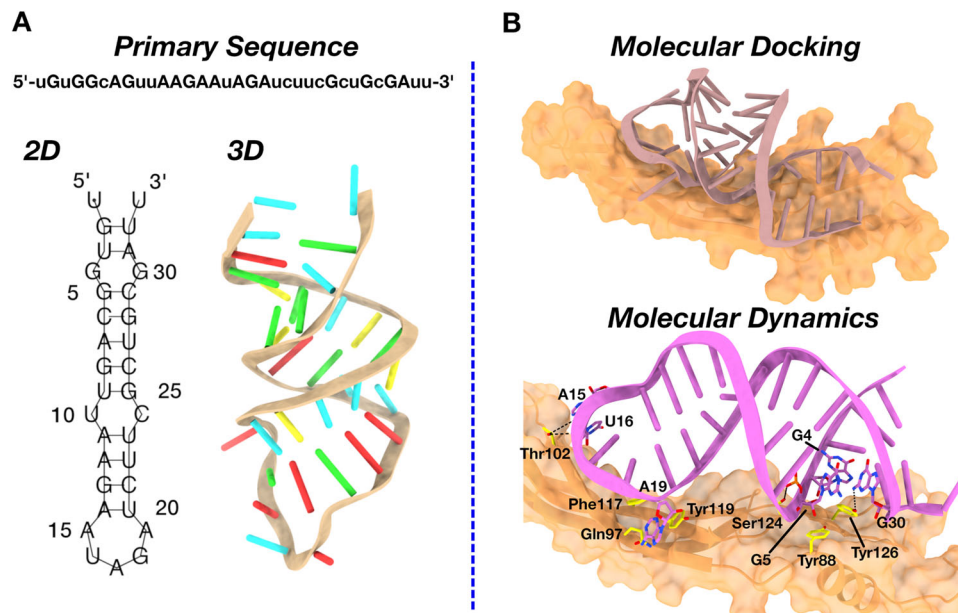 A
Primary Sequence
5'-uGuGGcAGuuAAGAAuAGAucuucGcuGcGAuu-3'
2D
3D
5' 3'
U U
G U
U A
G G 30
5 G C
C G
A U
G C
U G 25
10 U C
A U
A U
G C
A U 20
15 A A
U G
A
B
Molecular Docking
Molecular Dynamics
A15
U16
G4
Thr102
A19
Phe117
Tyr119
Ser124
G30
Gln97
G5
Tyr126
Tyr88